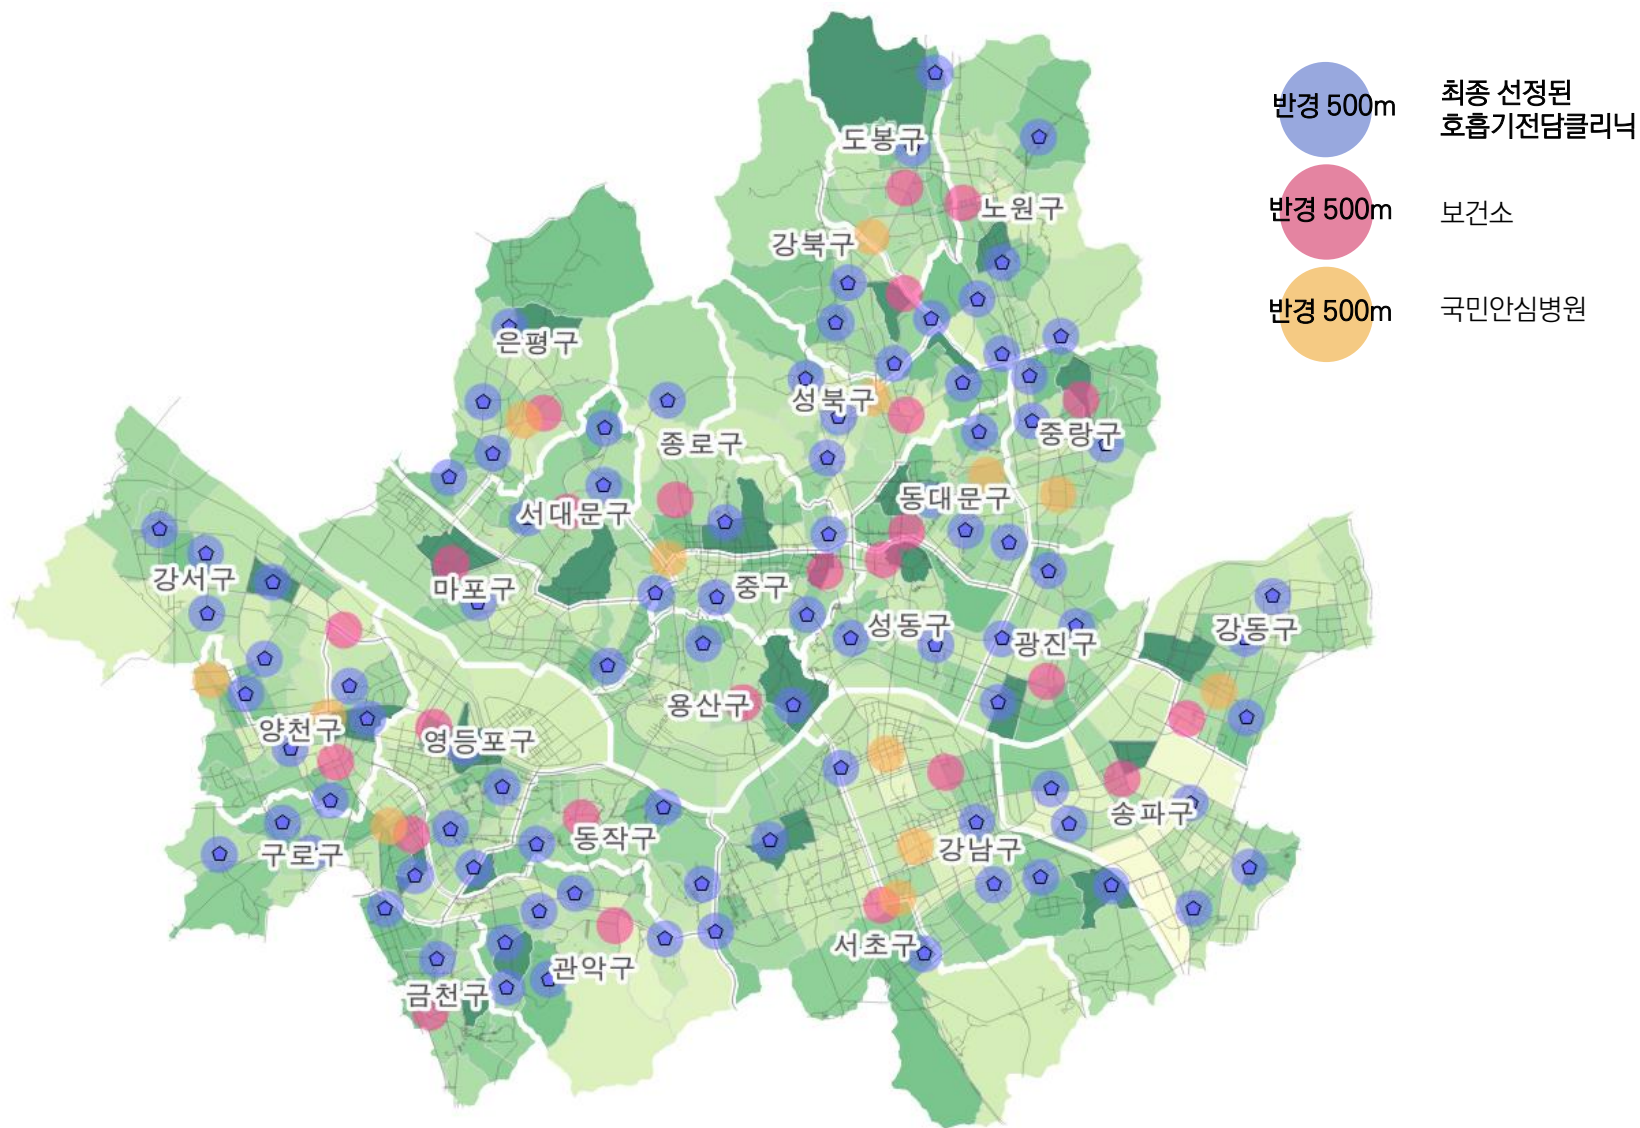 반경 500m
최종 선정된
호흡기전담클리닉
반경 500m
보건소
반경 500m
국민안심병원
도봉구
노원구
강북구
은평구
성북구
중랑구
종로구
동대문구
서대문구
강서구
마포구
중구
성동구
광진구
강동구
용산구
양천구
영등포구
송파구
동작구
구로구
강남구
서초구
관악구
금천구